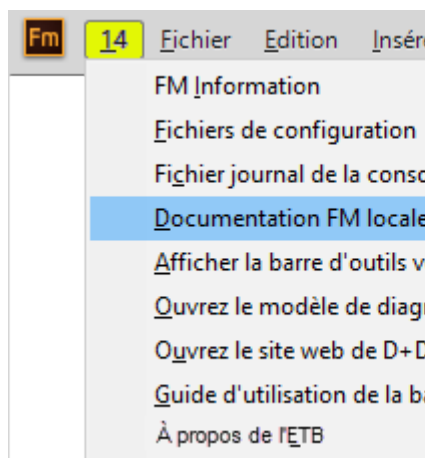 Fm 14 Fichier Edition Insér
FM Information
Fichiers de configuration
Fichier journal de la conso
Documentation FM locale
Afficher la barre d'outils v
Ouvrez le modèle de diag
Ouvrez le site web de D+D
Guide d'utilisation de la ba
À propos de l'ETB